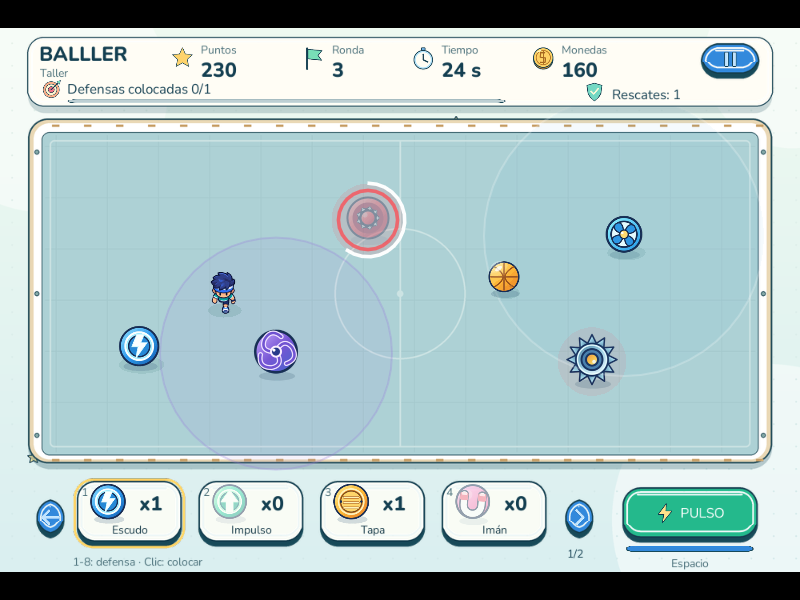 BALLLER
Taller
Puntos
230
Ronda
3
Tiempo
24 s
Monedas
160
Defensas colocadas 0/1
Rescates: 1
1
x1
Escudo
2
x0
Impulso
3
x1
Tapa
4
x0
Imán
1/2
PULSO
Espacio
1-8: defensa · Clic: colocar